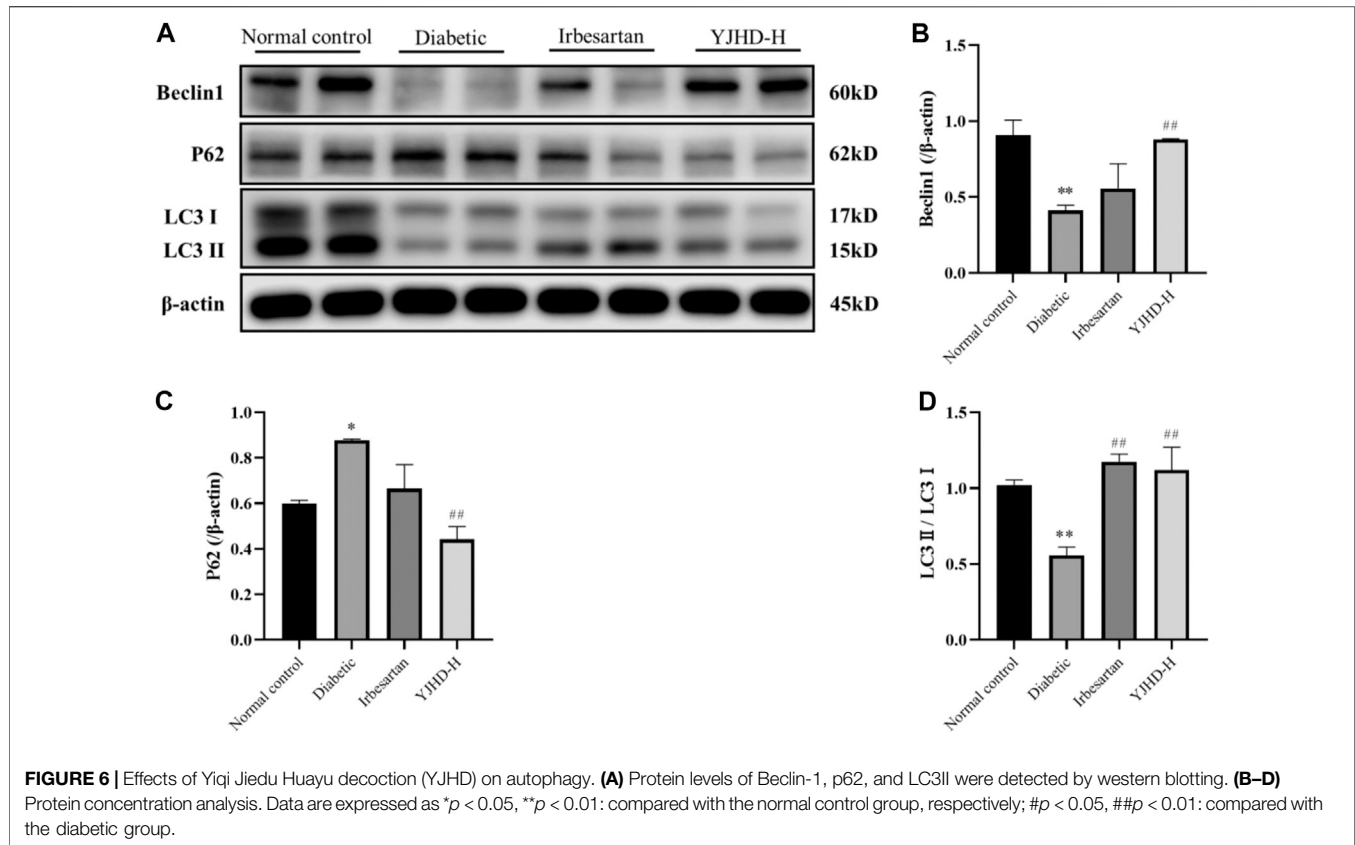 A
Normal control Diabetic Irbesartan YJHD-H
Beclin1 60kD
P62 62kD
LC3 I 17kD
LC3 II 15kD
β-actin 45kD
B
Beclin1 (/β-actin)
1.5
1.0
0.5
0.0
**
##
Normal control
Diabetic
Irbesartan
YJHD-H
C
P62 (/β-actin)
1.0
0.8
0.6
0.4
0.2
0.0
*
##
Normal control
Diabetic
Irbesartan
YJHD-H
D
LC3 II / LC3 I
1.5
1.0
0.5
0.0
**
##
##
Normal control
Diabetic
Irbesartan
YJHD-H
FIGURE 6 | Effects of Yiqi Jiedu Huayu decoction (YJHD) on autophagy. (A) Protein levels of Beclin-1, p62, and LC3II were detected by western blotting. (B–D)
Protein concentration analysis. Data are expressed as *p < 0.05, **p < 0.01: compared with the normal control group, respectively; #p < 0.05, ##p < 0.01: compared with
the diabetic group.